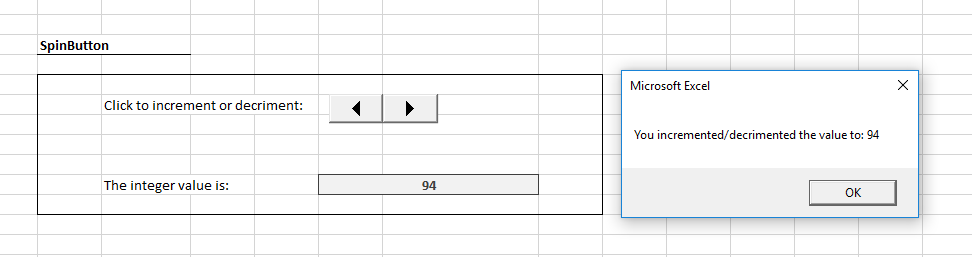 SpinButton
Click to increment or decriment:
The integer value is:
94
Microsoft Excel
You incremented/decrimented the value to: 94
OK